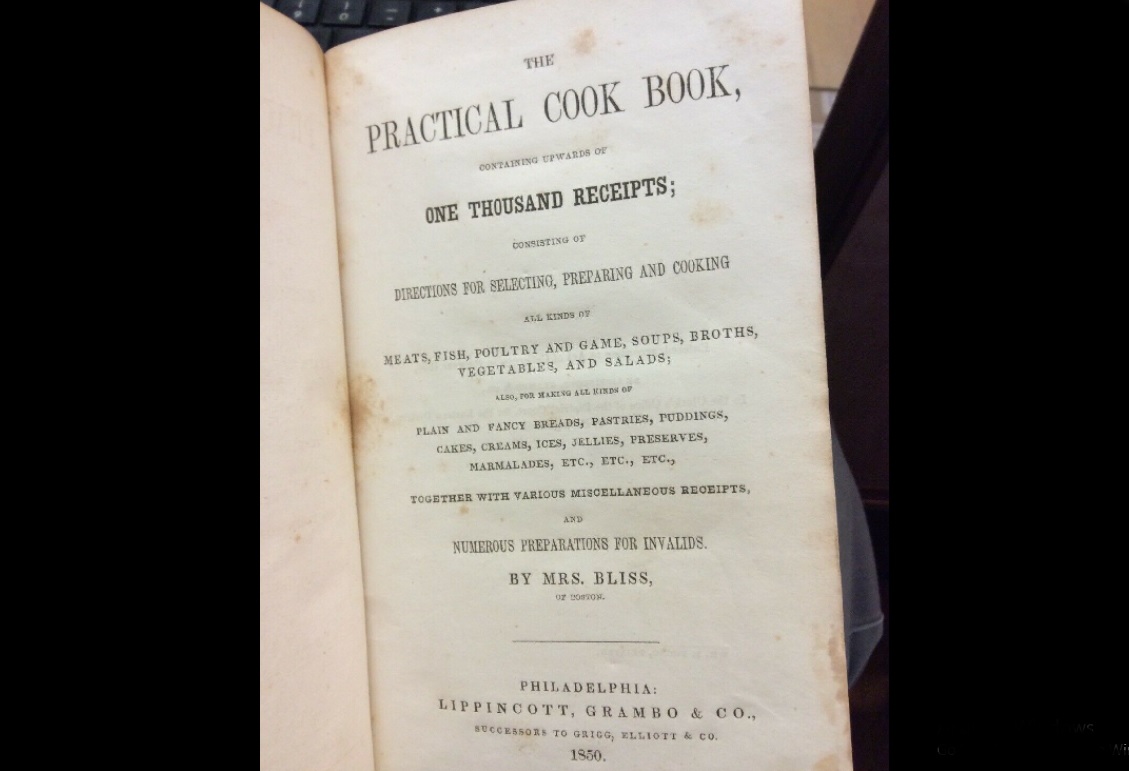 THE
PRACTICAL COOK BOOK,
CONTAINING UPWARDS OF
ONE THOUSAND RECEIPTS;
CONSISTING OF
DIRECTIONS FOR SELECTING, PREPARING AND COOKING
ALL KINDS OF
MEATS, FISH, POULTRY AND GAME, SOUPS, BROTHS,
VEGETABLES, AND SALADS;
ALSO, FOR MAKING ALL KINDS OF
PLAIN AND FANCY BREADS, PASTRIES, PUDDINGS,
CAKES, CREAMS, ICES, JELLIES, PRESERVES,
MARMALADES, ETC., ETC., ETC.,
TOGETHER WITH VARIOUS MISCELLANEOUS RECEIPTS,
AND
NUMEROUS PREPARATIONS FOR INVALIDS.
BY MRS. BLISS,
OF BOSTON.
PHILADELPHIA:
LIPPINCOTT, GRAMBO & CO.,
SUCCESSORS TO GRIGG, ELLIOTT & CO.
1850.